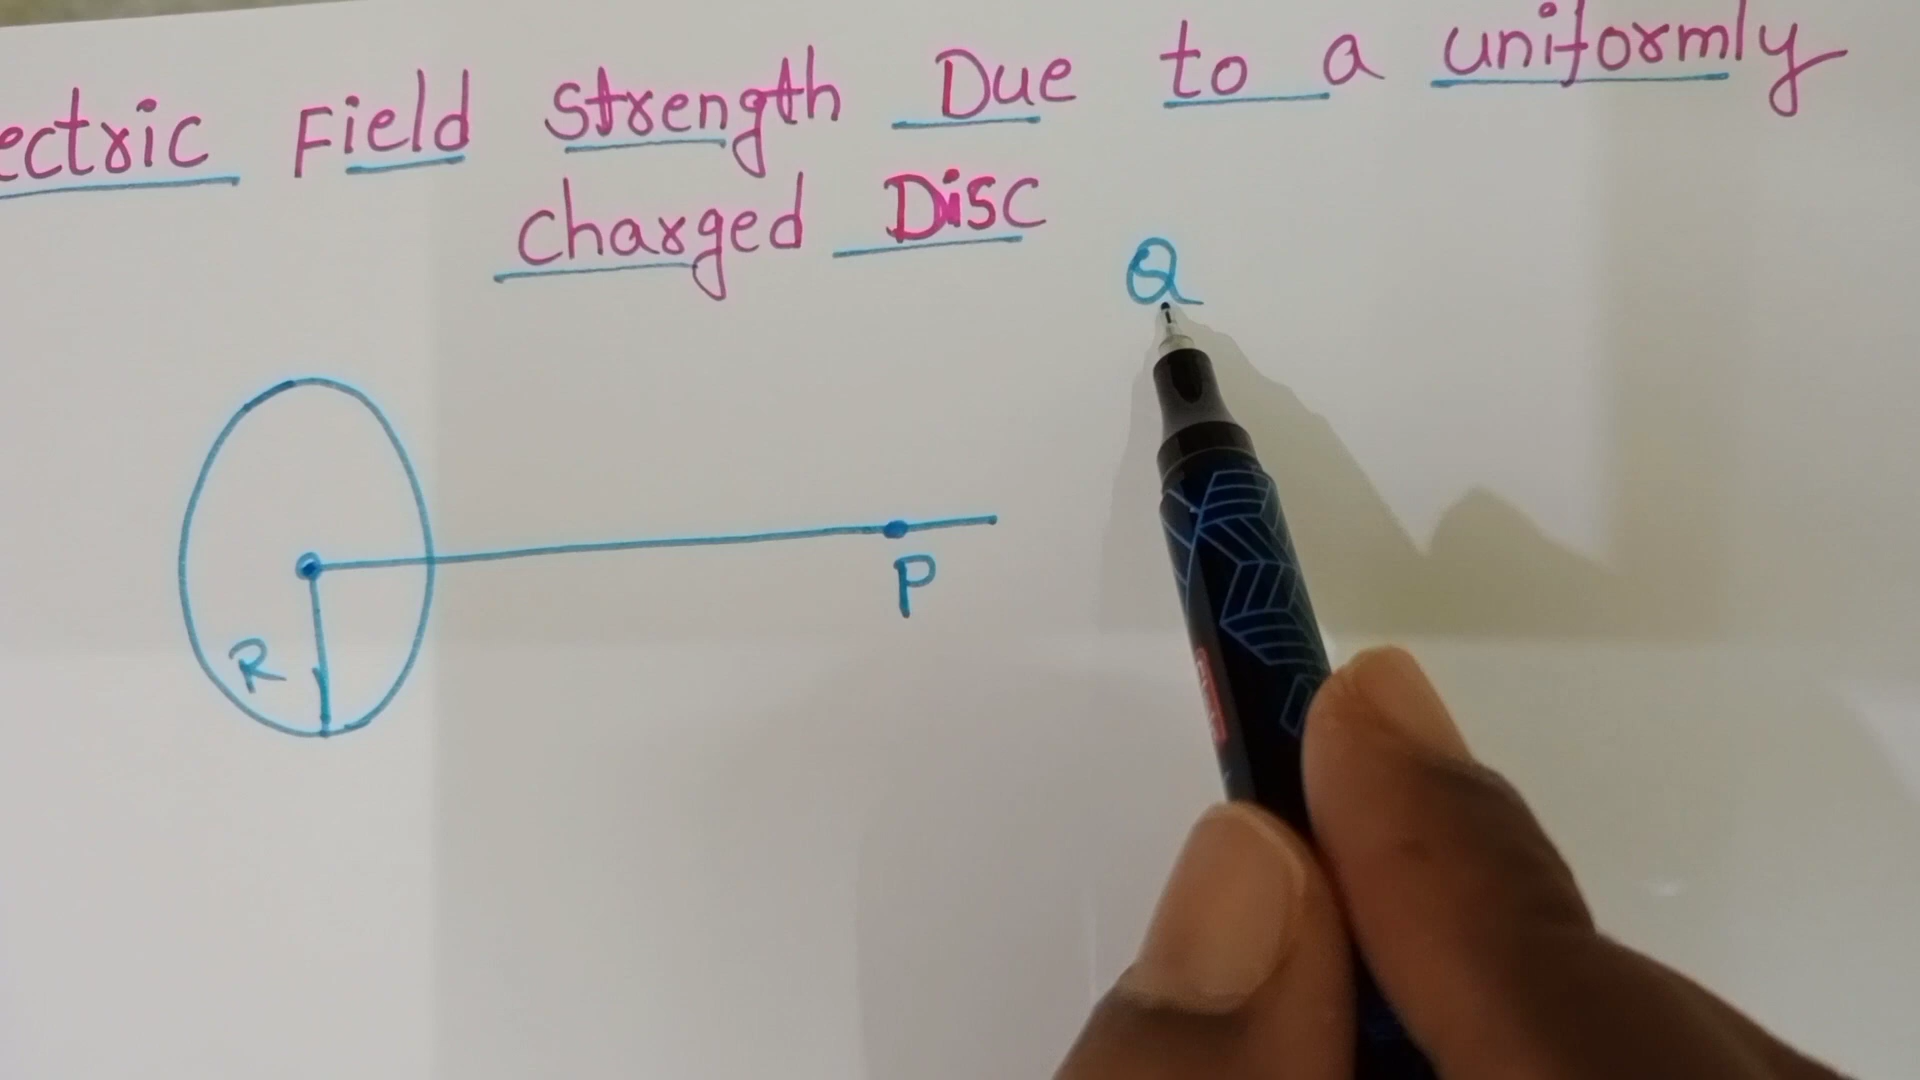 ectric Field Strength Due to a uniformly
charged Disc
Q
P
R